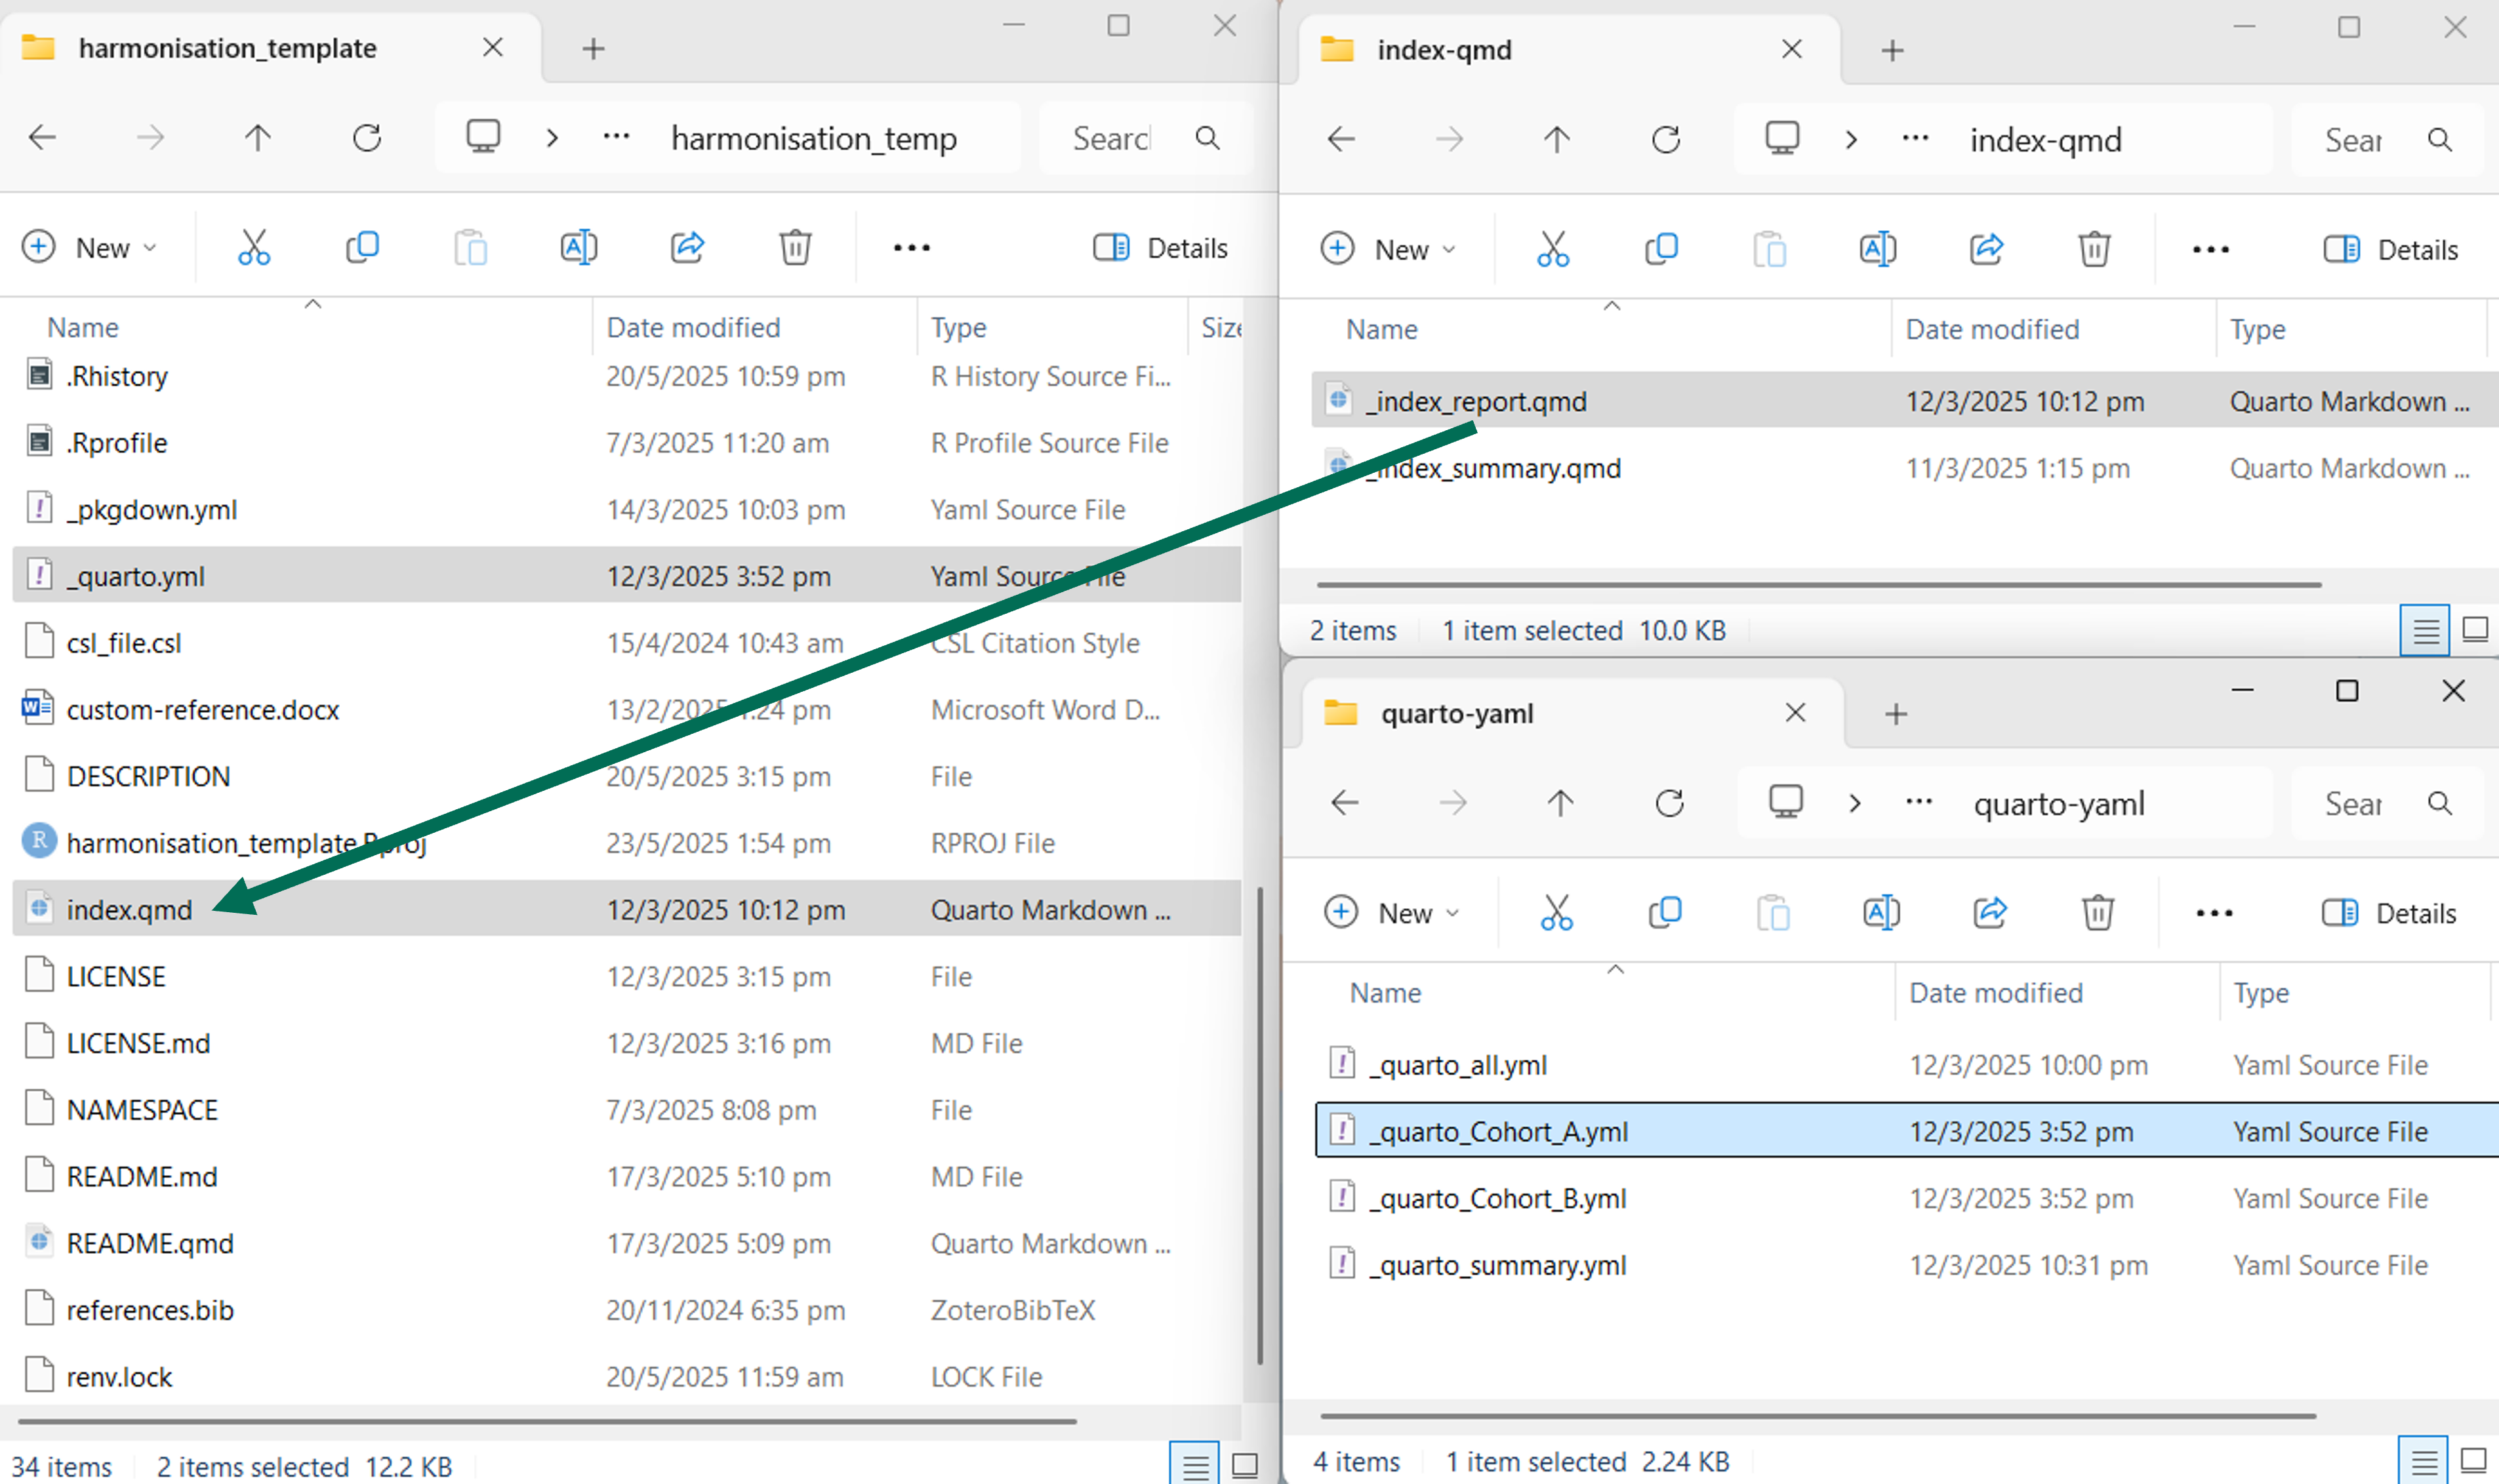 harmonisation_template
harmonisation_temp
Searc
New
Details
Name Date modified Type Size
.Rhistory 20/5/2025 10:59 pm R History Source Fi...
.Rprofile 7/3/2025 11:20 am R Profile Source File
_pkgdown.yml 14/3/2025 10:03 pm Yaml Source File
_quarto.yml 12/3/2025 3:52 pm Yaml Source File
csl_file.csl 15/4/2024 10:43 am CSL Citation Style
custom-reference.docx 13/2/2025 1:24 pm Microsoft Word D...
DESCRIPTION 20/5/2025 3:15 pm File
harmonisation_template.Rproj 23/5/2025 1:54 pm RPROJ File
index.qmd 12/3/2025 10:12 pm Quarto Markdown ...
LICENSE 12/3/2025 3:15 pm File
LICENSE.md 12/3/2025 3:16 pm MD File
NAMESPACE 7/3/2025 8:08 pm File
README.md 17/3/2025 5:10 pm MD File
README.qmd 17/3/2025 5:09 pm Quarto Markdown ...
references.bib 20/11/2024 6:35 pm ZoteroBibTeX
renv.lock 20/5/2025 11:59 am LOCK File
34 items 2 items selected 12.2 KB
index-qmd
index-qmd
Sear
New
Details
Name Date modified Type
_index_report.qmd 12/3/2025 10:12 pm Quarto Markdown ...
_index_summary.qmd 11/3/2025 1:15 pm Quarto Markdown ...
2 items 1 item selected 10.0 KB
quarto-yaml
quarto-yaml
Sear
New
Details
Name Date modified Type
_quarto_all.yml 12/3/2025 10:00 pm Yaml Source File
_quarto_Cohort_A.yml 12/3/2025 3:52 pm Yaml Source File
_quarto_Cohort_B.yml 12/3/2025 3:52 pm Yaml Source File
_quarto_summary.yml 12/3/2025 10:31 pm Yaml Source File
4 items 1 item selected 2.24 KB